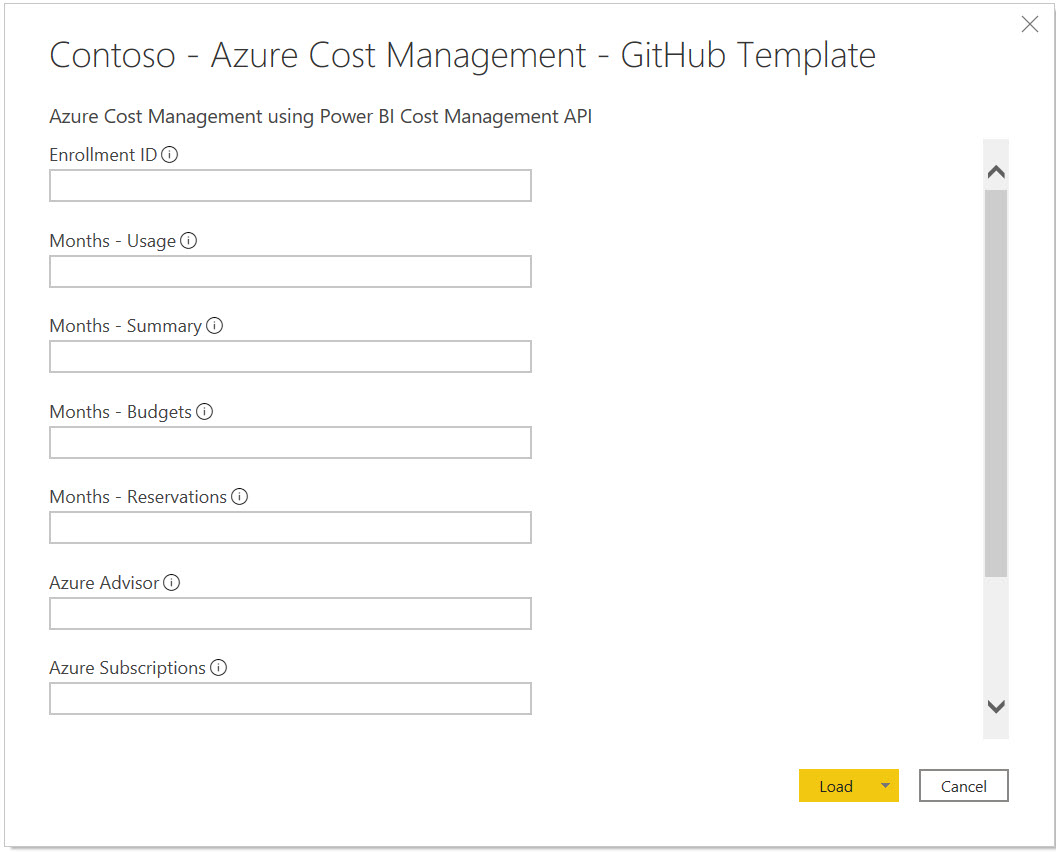 Contoso - Azure Cost Management - GitHub Template
Azure Cost Management using Power BI Cost Management API
Enrollment ID
Months - Usage
Months - Summary
Months - Budgets
Months - Reservations
Azure Advisor
Azure Subscriptions
Load
Cancel